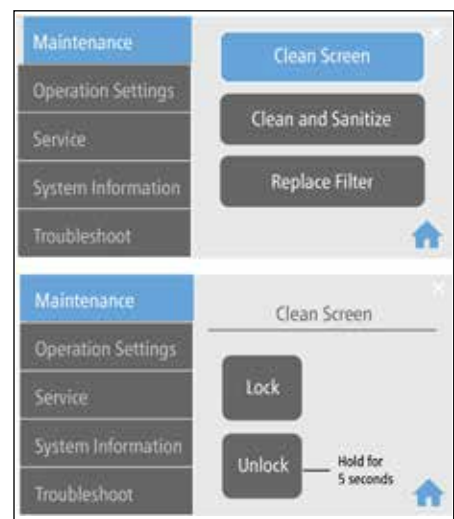 Maintenance
Operation Settings
Service
System Information
Troubleshoot
Clean Screen
Clean and Sanitize
Replace Filter
Maintenance
Operation Settings
Service
System Information
Troubleshoot
Clean Screen
Lock
Unlock
Hold for
5 seconds